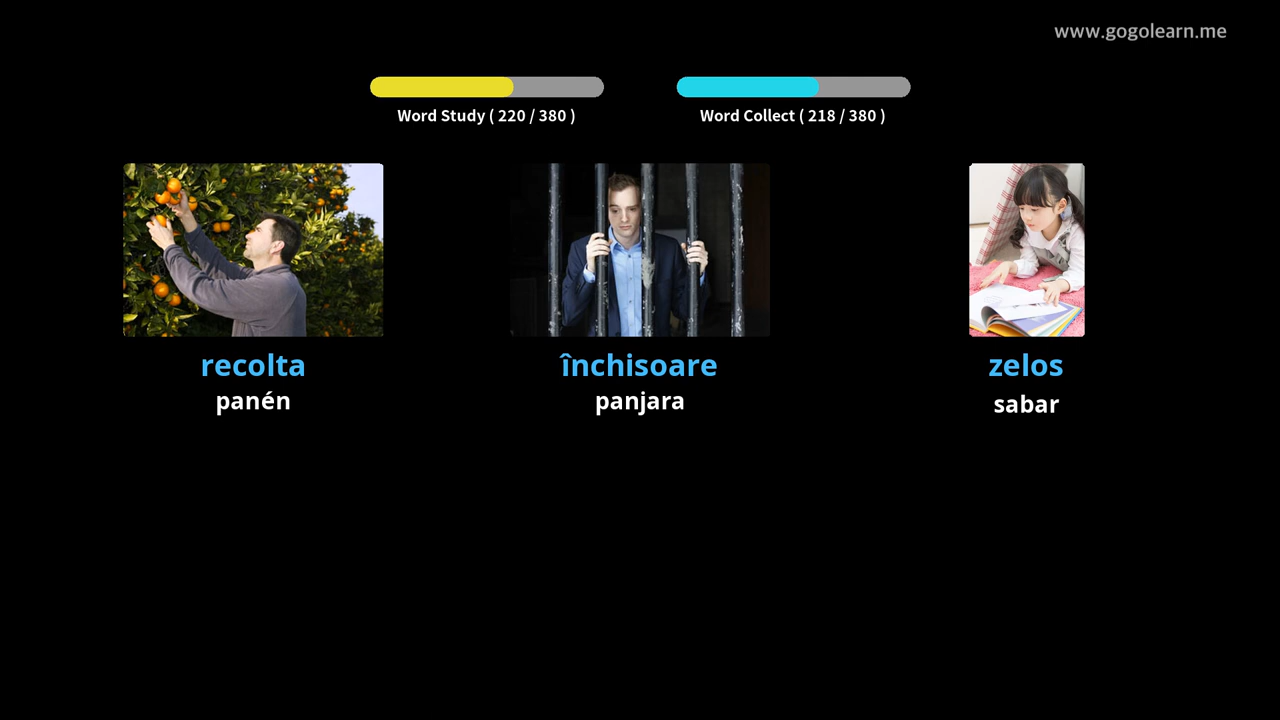 www.gogolearn.me
Word Study ( 220 / 380 )
Word Collect ( 218 / 380 )
recolta
panén
închisoare
panjara
zelos
sabar